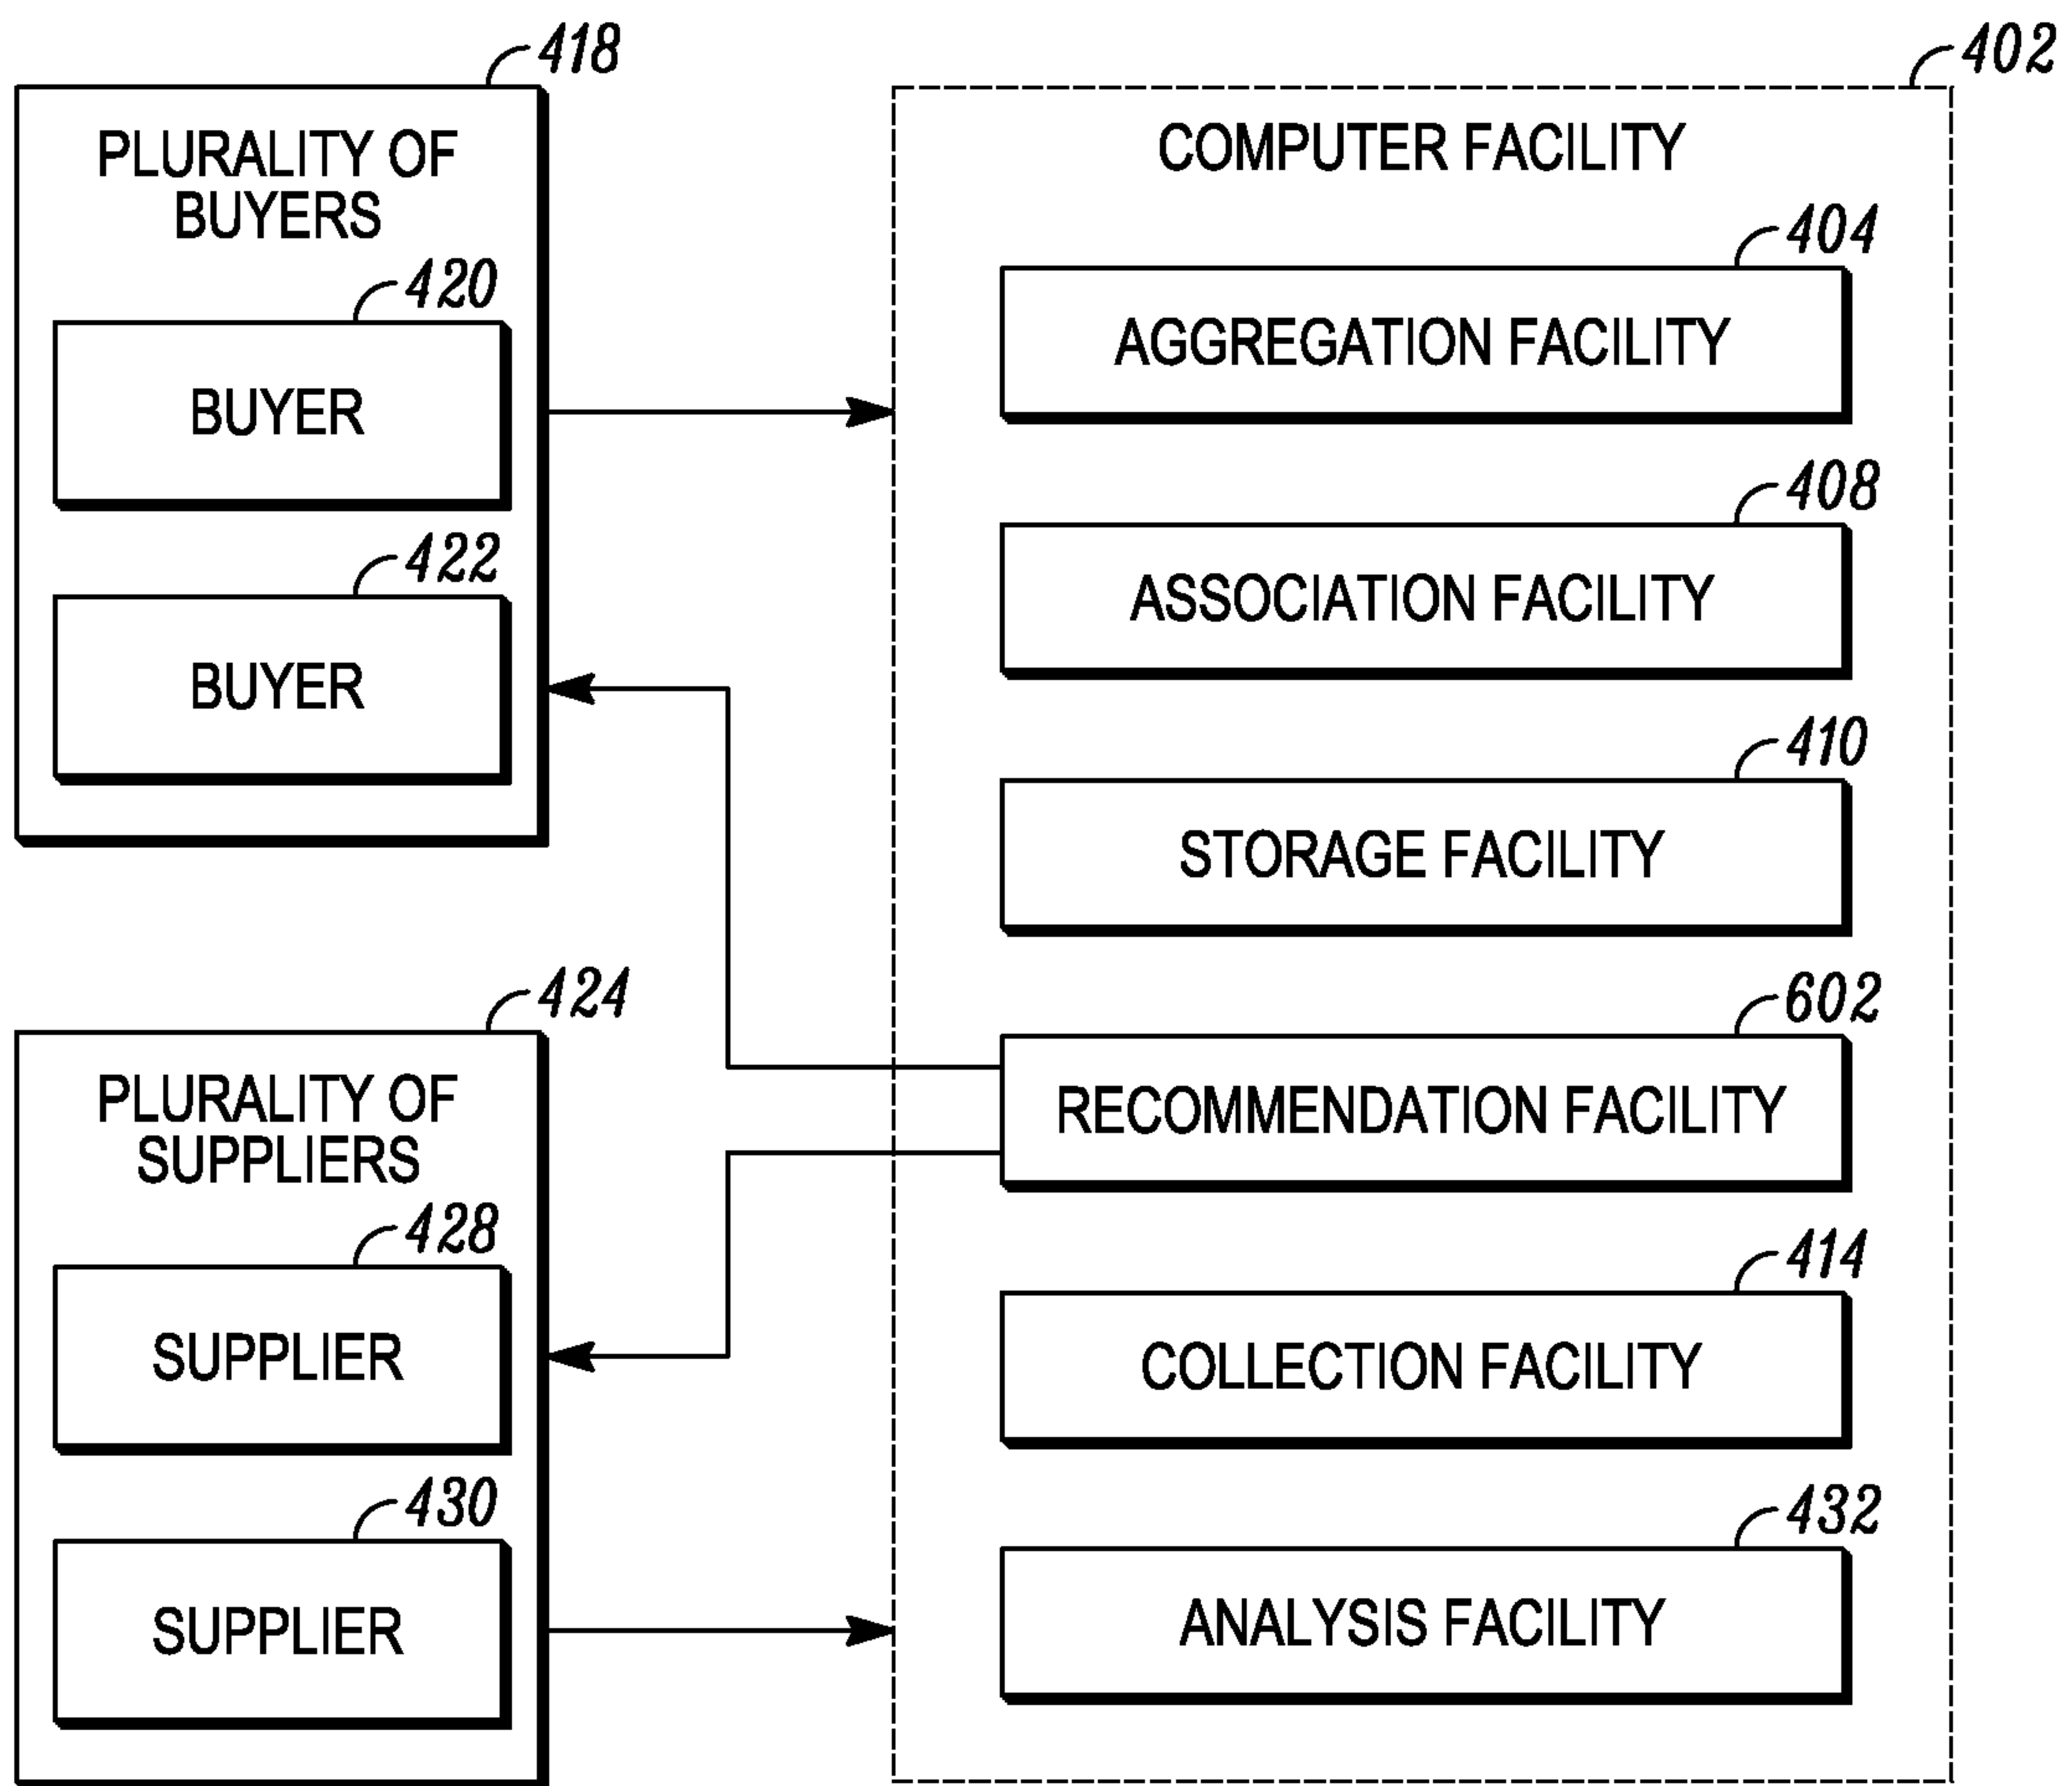 418
PLURALITY OF
BUYERS
420
BUYER
422
BUYER
424
PLURALITY OF
SUPPLIERS
428
SUPPLIER
430
SUPPLIER
402
COMPUTER FACILITY
404
AGGREGATION FACILITY
408
ASSOCIATION FACILITY
410
STORAGE FACILITY
602
RECOMMENDATION FACILITY
414
COLLECTION FACILITY
432
ANALYSIS FACILITY